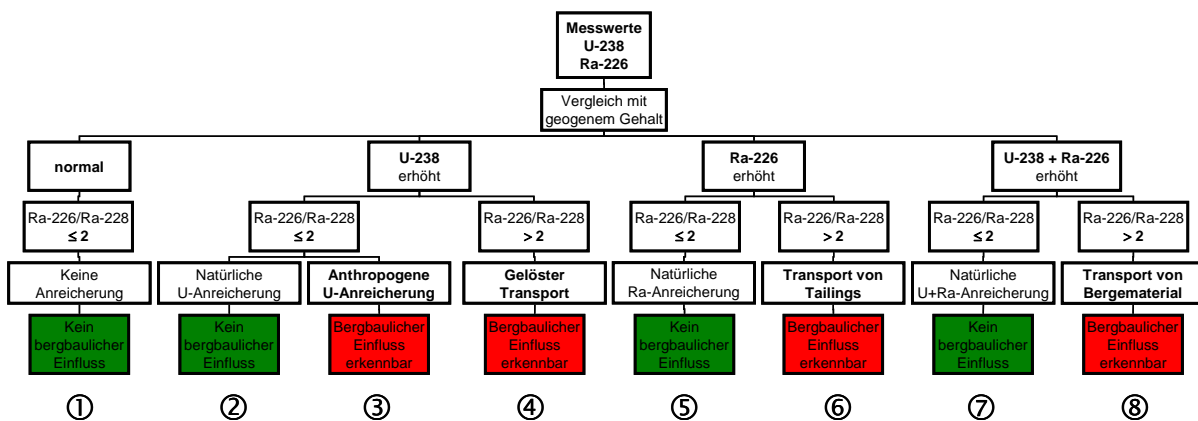 Messwerte
U-238
Ra-226
Vergleich mit
geogenem Gehalt
normal
U-238
erhöht
Ra-226
erhöht
U-238 + Ra-226
erhöht
Ra-226/Ra-228
≤ 2
Ra-226/Ra-228
≤ 2
Ra-226/Ra-228
> 2
Ra-226/Ra-228
≤ 2
Ra-226/Ra-228
> 2
Ra-226/Ra-228
≤ 2
Ra-226/Ra-228
> 2
Keine
Anreicherung
Natürliche
U-Anreicherung
Anthropogene
U-Anreicherung
Gelöster
Transport
Natürliche
Ra-Anreicherung
Transport von
Tailings
Natürliche
U+Ra-Anreicherung
Transport von
Bergematerial
Kein
bergbaulicher
Einfluss
Kein
bergbaulicher
Einfluss
Bergbaulicher
Einfluss
erkennbar
Bergbaulicher
Einfluss
erkennbar
Kein
bergbaulicher
Einfluss
Bergbaulicher
Einfluss
erkennbar
Kein
bergbaulicher
Einfluss
Bergbaulicher
Einfluss
erkennbar
① ② ③ ④ ⑤ ⑥ ⑦ ⑧